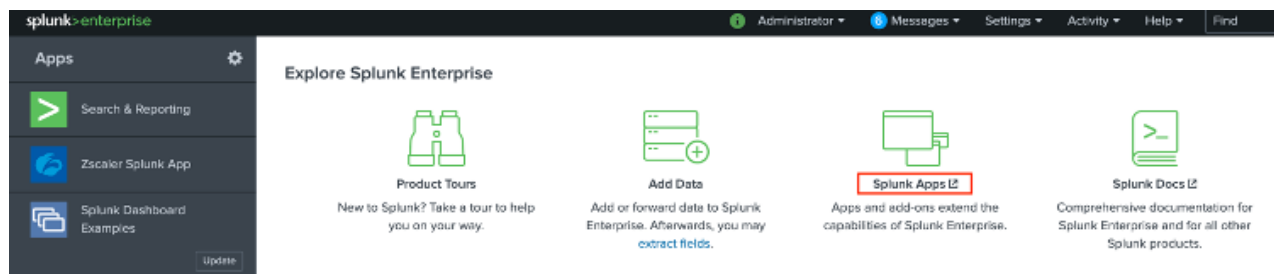 splunk>enterprise
i Administrator ▾ 8 Messages ▾ Settings ▾ Activity ▾ Help ▾ Find
Apps
Search & Reporting
Zscaler Splunk App
Splunk Dashboard
Examples
Update
Explore Splunk Enterprise
Product Tours
New to Splunk? Take a tour to help
you on your way.
Add Data
Add or forward data to Splunk
Enterprise. Afterwards, you may
extract fields.
Splunk Apps
Apps and add-ons extend the
capabilities of Splunk Enterprise.
Splunk Docs
Comprehensive documentation for
Splunk Enterprise and for all other
Splunk products.